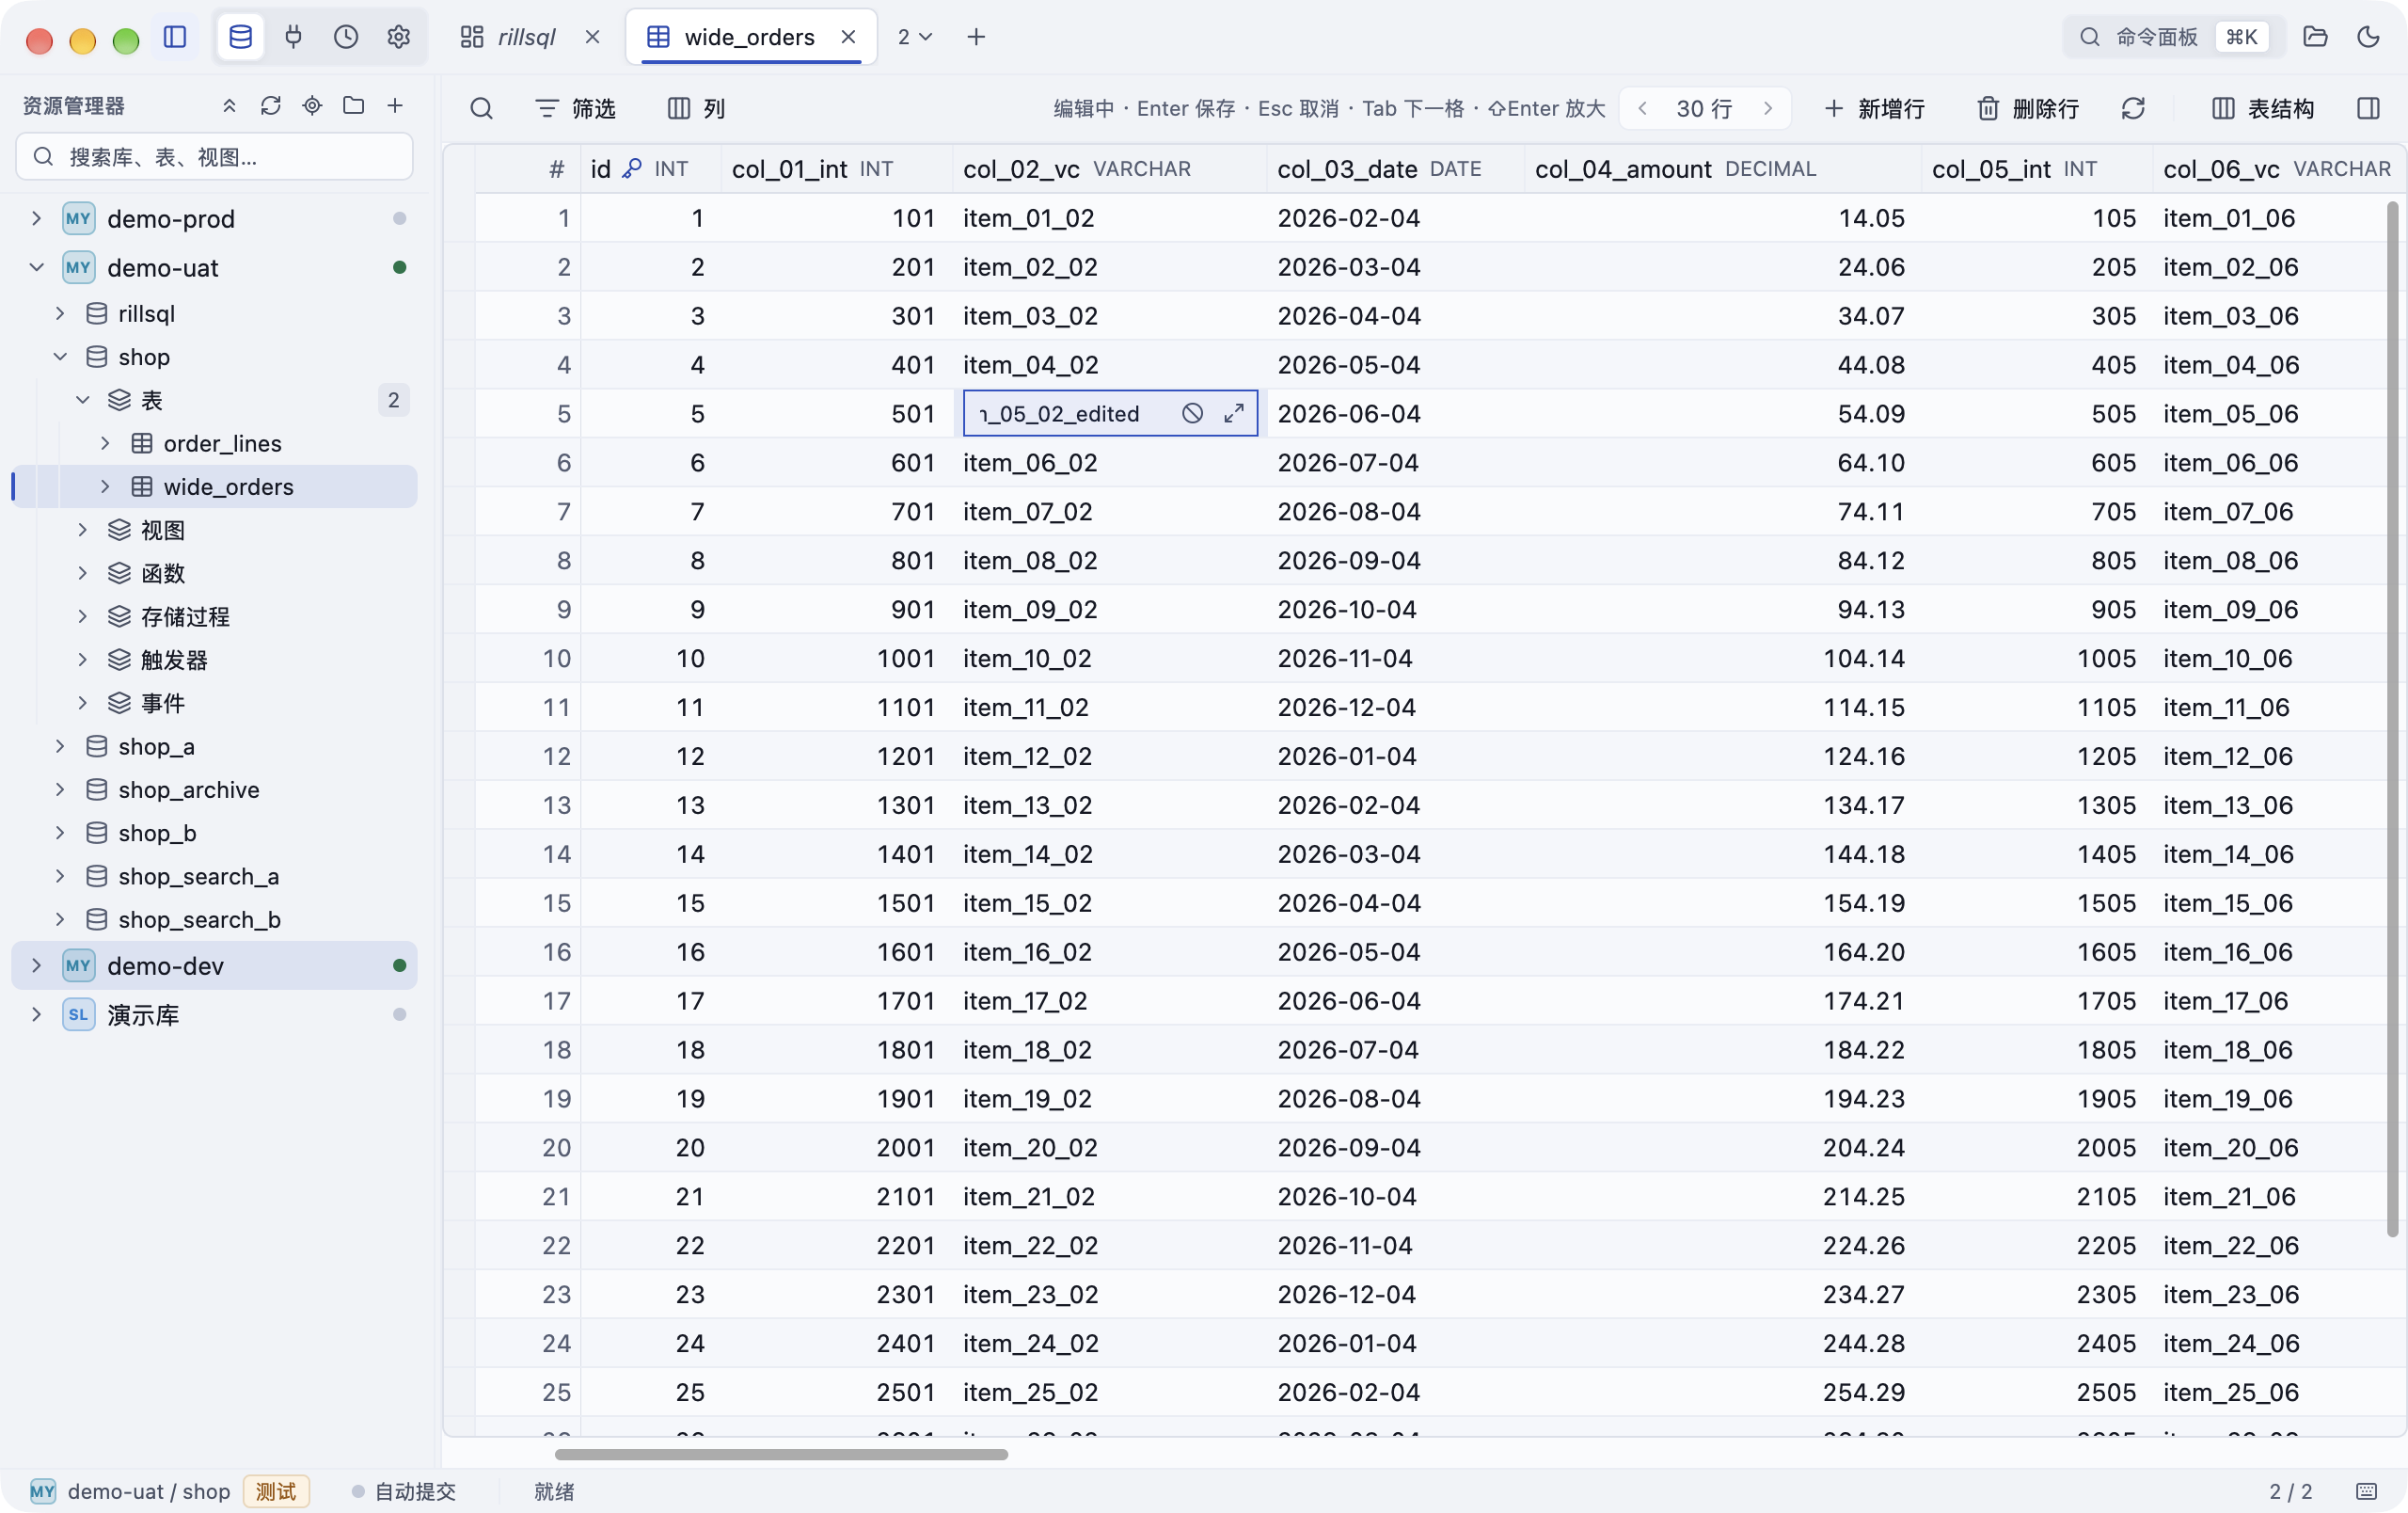 rillsql
wide_orders
2
命令面板 ⌘K
资源管理器
搜索库、表、视图...
demo-prod
demo-uat
rillsql
shop
表 2
order_lines
wide_orders
视图
函数
存储过程
触发器
事件
shop_a
shop_archive
shop_b
shop_search_a
shop_search_b
demo-dev
演示库
MY
MY
MY
SL
筛选
列
编辑中 · Enter 保存 · Esc 取消 · Tab 下一格 · ⇧Enter 放大
30 行
新增行
删除行
表结构
# id INT col_01_int INT col_02_vc VARCHAR col_03_date DATE col_04_amount DECIMAL col_05_int INT col_06_vc VARCHAR
1 1 101 item_01_02 2026-02-04 14.05 105 item_01_06
2 2 201 item_02_02 2026-03-04 24.06 205 item_02_06
3 3 301 item_03_02 2026-04-04 34.07 305 item_03_06
4 4 401 item_04_02 2026-05-04 44.08 405 item_04_06
5 5 501 _05_02_edited 2026-06-04 54.09 505 item_05_06
6 6 601 item_06_02 2026-07-04 64.10 605 item_06_06
7 7 701 item_07_02 2026-08-04 74.11 705 item_07_06
8 8 801 item_08_02 2026-09-04 84.12 805 item_08_06
9 9 901 item_09_02 2026-10-04 94.13 905 item_09_06
10 10 1001 item_10_02 2026-11-04 104.14 1005 item_10_06
11 11 1101 item_11_02 2026-12-04 114.15 1105 item_11_06
12 12 1201 item_12_02 2026-01-04 124.16 1205 item_12_06
13 13 1301 item_13_02 2026-02-04 134.17 1305 item_13_06
14 14 1401 item_14_02 2026-03-04 144.18 1405 item_14_06
15 15 1501 item_15_02 2026-04-04 154.19 1505 item_15_06
16 16 1601 item_16_02 2026-05-04 164.20 1605 item_16_06
17 17 1701 item_17_02 2026-06-04 174.21 1705 item_17_06
18 18 1801 item_18_02 2026-07-04 184.22 1805 item_18_06
19 19 1901 item_19_02 2026-08-04 194.23 1905 item_19_06
20 20 2001 item_20_02 2026-09-04 204.24 2005 item_20_06
21 21 2101 item_21_02 2026-10-04 214.25 2105 item_21_06
22 22 2201 item_22_02 2026-11-04 224.26 2205 item_22_06
23 23 2301 item_23_02 2026-12-04 234.27 2305 item_23_06
24 24 2401 item_24_02 2026-01-04 244.28 2405 item_24_06
25 25 2501 item_25_02 2026-02-04 254.29 2505 item_25_06
MY demo-uat / shop 测试 自动提交 就绪 2 / 2